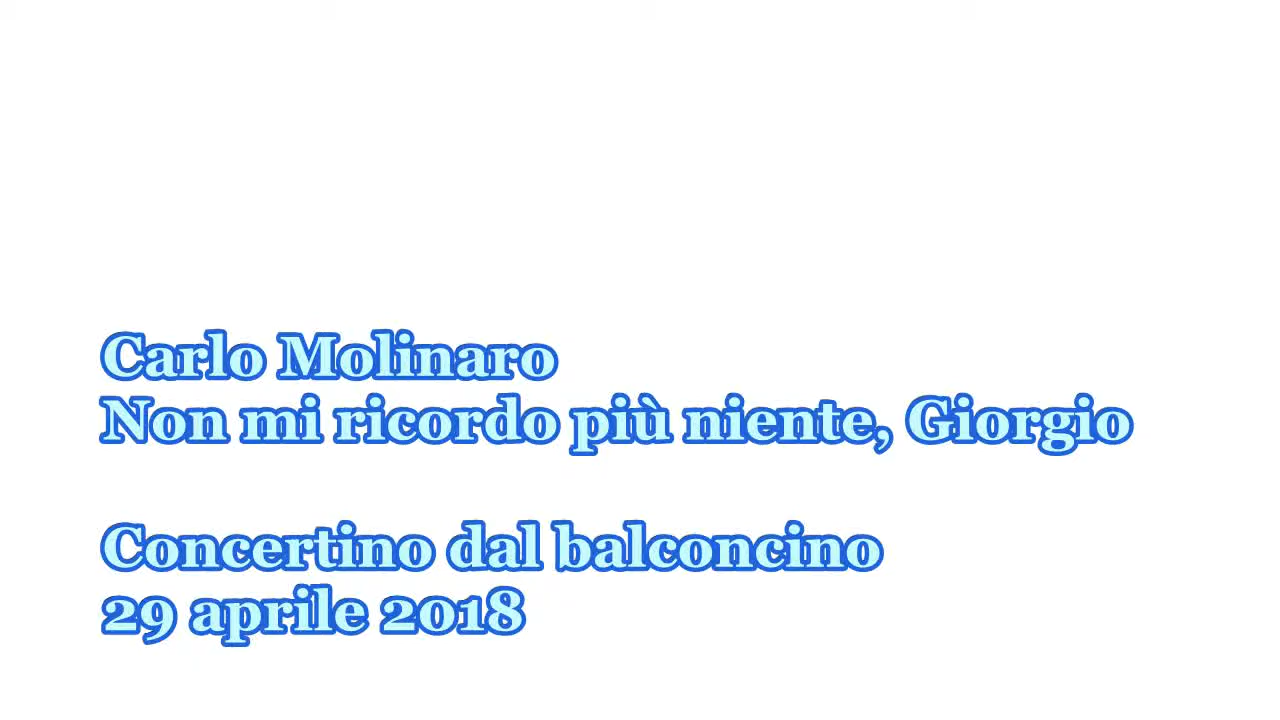 Carlo Molinaro
Non mi ricordo più niente, Giorgio
Concertino dal balconcino
29 aprile 2018